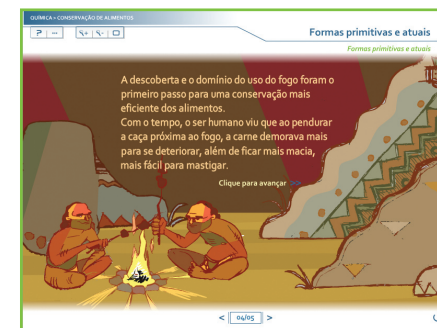 QUÍMICA > CONSERVAÇÃO DE ALIMENTOS
Formas primitivas e atuais
Formas primitivas e atuais
A descoberta e o domínio do uso do fogo foram o
primeiro passo para uma conservação mais
eficiente dos alimentos.
Com o tempo, o ser humano viu que ao pendurar
a caça próxima ao fogo, a carne demorava mais
para se deteriorar, além de ficar mais macia,
mais fácil para mastigar.
Clique para avançar >>
< 04/05 >